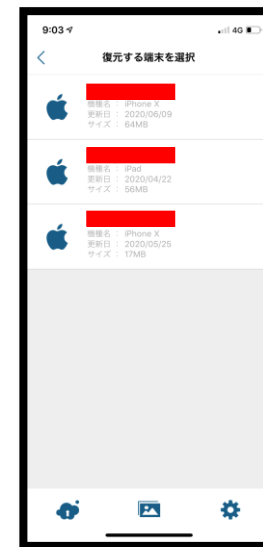 9:03
4G
復元する端末を選択
機種名 : iPhone X
更新日 : 2020/06/09
サイズ : 64MB
機種名 : iPad
更新日 : 2020/04/22
サイズ : 56MB
機種名 : iPhone X
更新日 : 2020/05/25
サイズ : 17MB